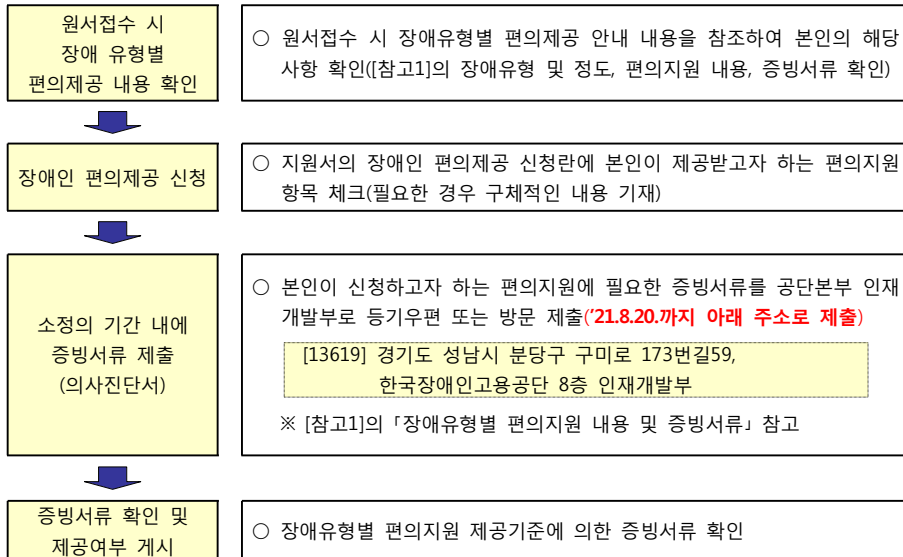 원서접수 시
장애 유형별
편의제공 내용 확인
○ 원서접수 시 장애유형별 편의제공 안내 내용을 참조하여 본인의 해당
사항 확인([참고1]의 장애유형 및 정도, 편의지원 내용, 증빙서류 확인)
장애인 편의제공 신청
○ 지원서의 장애인 편의제공 신청란에 본인이 제공받고자 하는 편의지원
항목 체크(필요한 경우 구체적인 내용 기재)
소정의 기간 내에
증빙서류 제출
(의사진단서)
○ 본인이 신청하고자 하는 편의지원에 필요한 증빙서류를 공단본부 인재
개발부로 등기우편 또는 방문 제출('21.8.20.까지 아래 주소로 제출)
[13619] 경기도 성남시 분당구 구미로 173번길59,
한국장애인고용공단 8층 인재개발부
※ [참고1]의 「장애유형별 편의지원 내용 및 증빙서류」 참고
증빙서류 확인 및
제공여부 게시
○ 장애유형별 편의지원 제공기준에 의한 증빙서류 확인